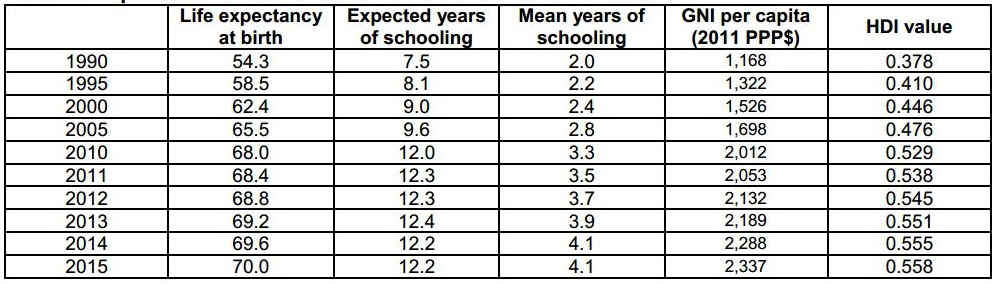 Life expectancy at birth Expected years of schooling Mean years of schooling GNI per capita (2011 PPP$) HDI value
1990 54.3 7.5 2.0 1,168 0.378
1995 58.5 8.1 2.2 1,322 0.410
2000 62.4 9.0 2.4 1,526 0.446
2005 65.5 9.6 2.8 1,698 0.476
2010 68.0 12.0 3.3 2,012 0.529
2011 68.4 12.3 3.5 2,053 0.538
2012 68.8 12.3 3.7 2,132 0.545
2013 69.2 12.4 3.9 2,189 0.551
2014 69.6 12.2 4.1 2,288 0.555
2015 70.0 12.2 4.1 2,337 0.558